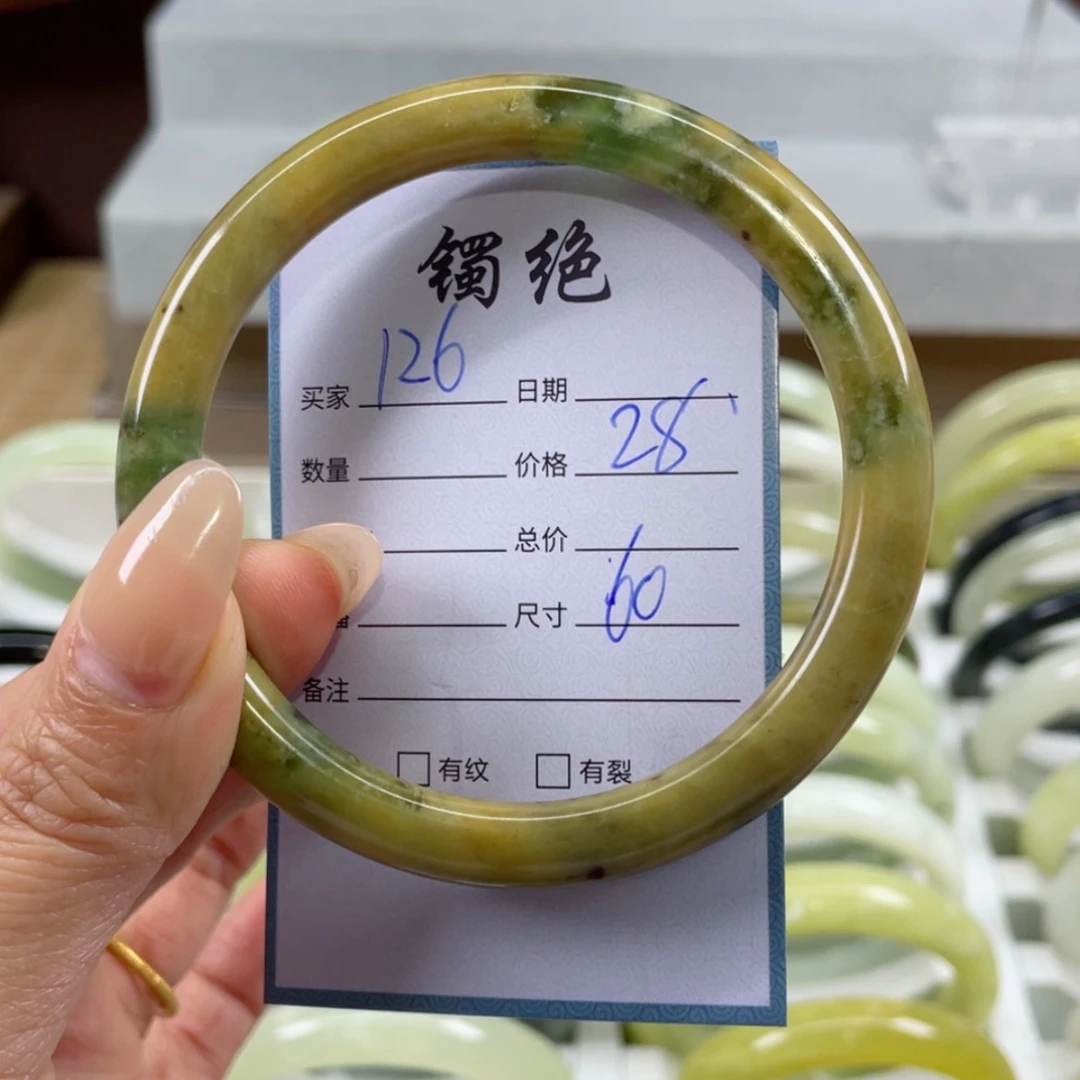 镯绝
买家 126 日期
数量 价格 28
总价
尺寸 60
备注
有纹 有裂